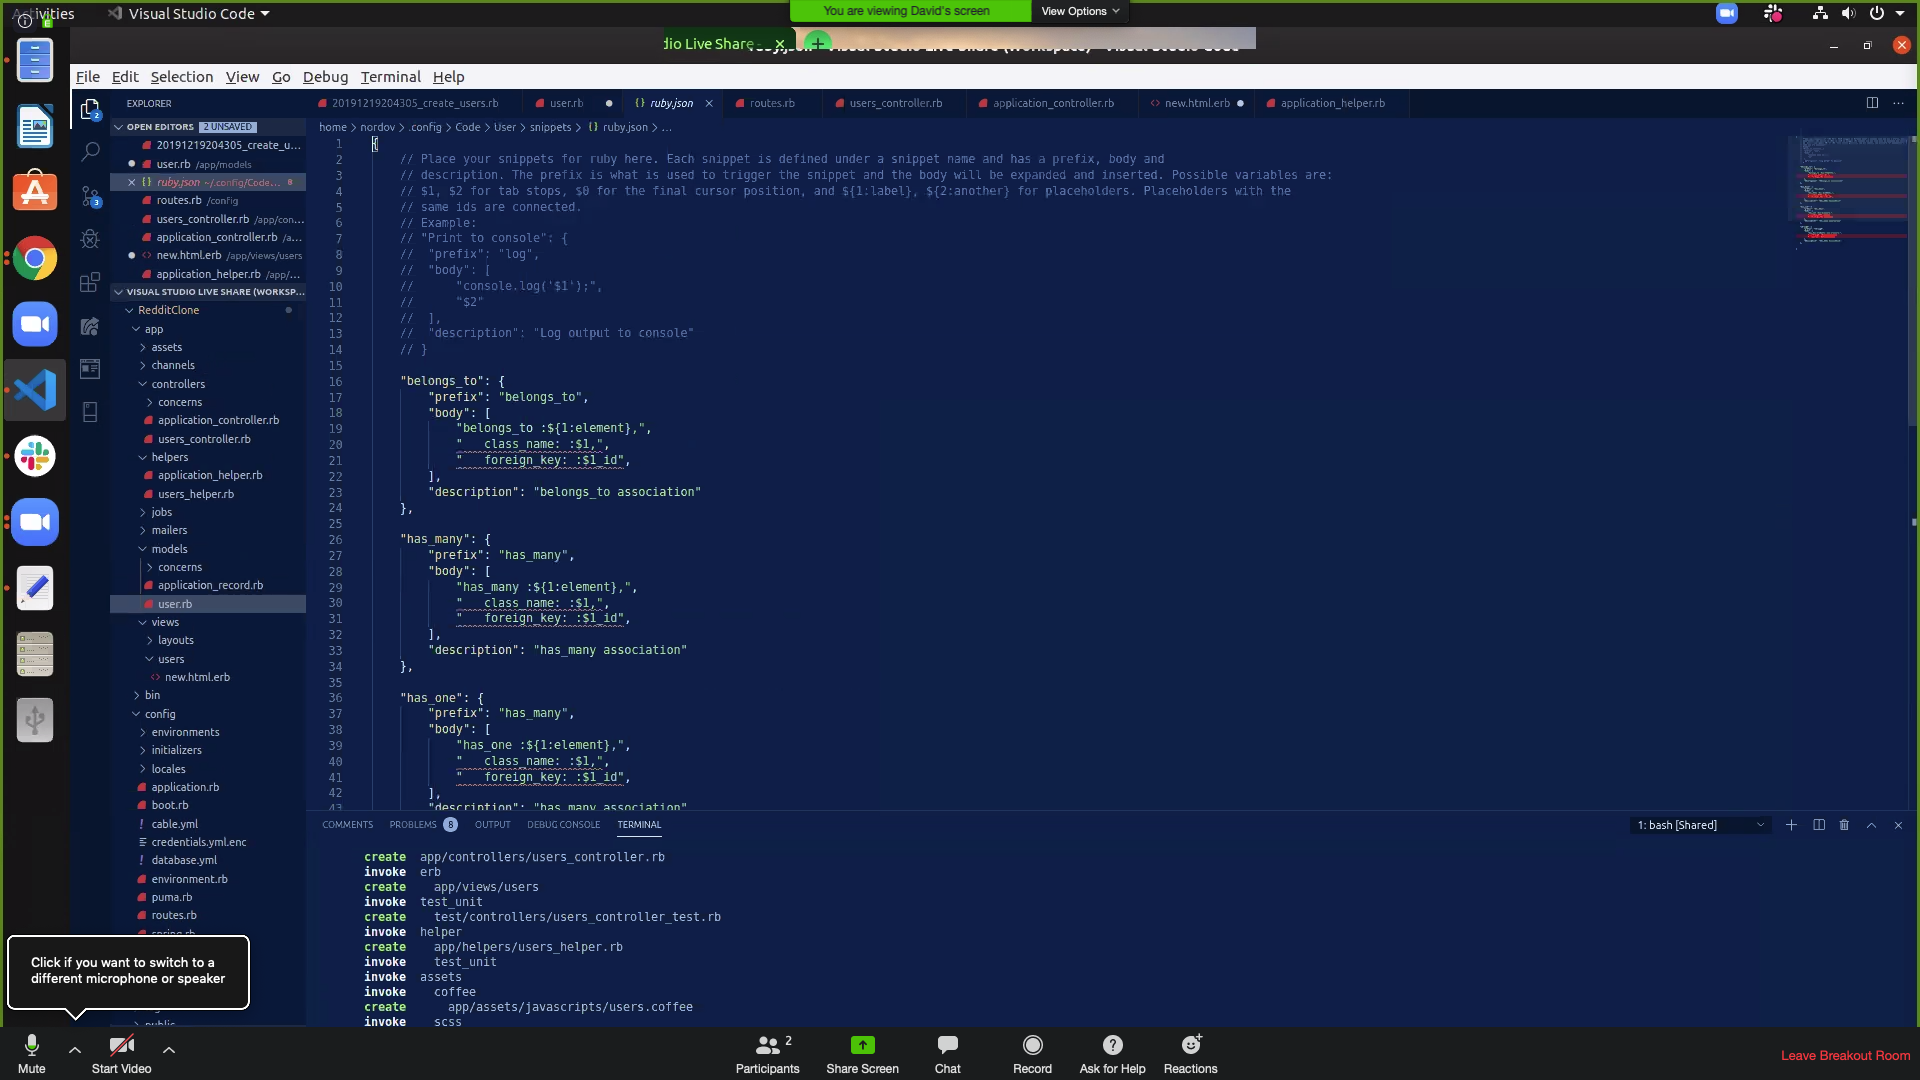 Activities
Visual Studio Code
You are viewing David's screen
View Options
dio Live Share
File Edit Selection View Go Debug Terminal Help
EXPLORER
OPEN EDITORS 2 UNSAVED
20191219204305_create_u...
user.rb /app/models
ruby.json ~/.config/Code... 8
routes.rb /config
users_controller.rb /app/con...
application_controller.rb /a...
new.html.erb /app/views/users
application_helper.rb /app/...
VISUAL STUDIO LIVE SHARE (WORKSP...
RedditClone
app
assets
channels
controllers
concerns
application_controller.rb
users_controller.rb
helpers
application_helper.rb
users_helper.rb
jobs
mailers
models
concerns
application_record.rb
user.rb
views
layouts
users
new.html.erb
bin
config
environments
initializers
locales
application.rb
boot.rb
cable.yml
credentials.yml.enc
database.yml
environment.rb
puma.rb
routes.rb
spring.rb
public
20191219204305_create_users.rb
user.rb
ruby.json
routes.rb
users_controller.rb
application_controller.rb
new.html.erb
application_helper.rb
home > nordov > .config > Code > User > snippets > {} ruby.json > ...
1 {
2 // Place your snippets for ruby here. Each snippet is defined under a snippet name and has a prefix, body and
3 // description. The prefix is what is used to trigger the snippet and the body will be expanded and inserted. Possible variables are:
4 // $1, $2 for tab stops, $0 for the final cursor position, and ${1:label}, ${2:another} for placeholders. Placeholders with the
5 // same ids are connected.
6 // Example:
7 // "Print to console": {
8 // "prefix": "log",
9 // "body": [
10 // "console.log('$1');",
11 // "$2"
12 // ],
13 // "description": "Log output to console"
14 // }
15
16 "belongs_to": {
17 "prefix": "belongs_to",
18 "body": [
19 "belongs_to :${1:element},",
20 " class_name: :$1,",
21 " foreign_key: :$1_id",
22 ],
23 "description": "belongs_to association"
24 },
25
26 "has_many": {
27 "prefix": "has_many",
28 "body": [
29 "has_many :${1:element},",
30 " class_name: :$1,",
31 " foreign_key: :$1_id",
32 ],
33 "description": "has_many association"
34 },
35
36 "has_one": {
37 "prefix": "has_many",
38 "body": [
39 "has_one :${1:element},",
40 " class_name: :$1,",
41 " foreign_key: :$1_id",
42 ],
43 "description": "has_many association"
COMMENTS PROBLEMS 8 OUTPUT DEBUG CONSOLE TERMINAL
1: bash [Shared]
create app/controllers/users_controller.rb
invoke erb
create app/views/users
invoke test_unit
create test/controllers/users_controller_test.rb
invoke helper
create app/helpers/users_helper.rb
invoke test_unit
invoke assets
invoke coffee
create app/assets/javascripts/users.coffee
invoke scss
Click if you want to switch to a
different microphone or speaker
Mute
Start Video
Participants 2
Share Screen
Chat
Record
Ask for Help
Reactions
Leave Breakout Room